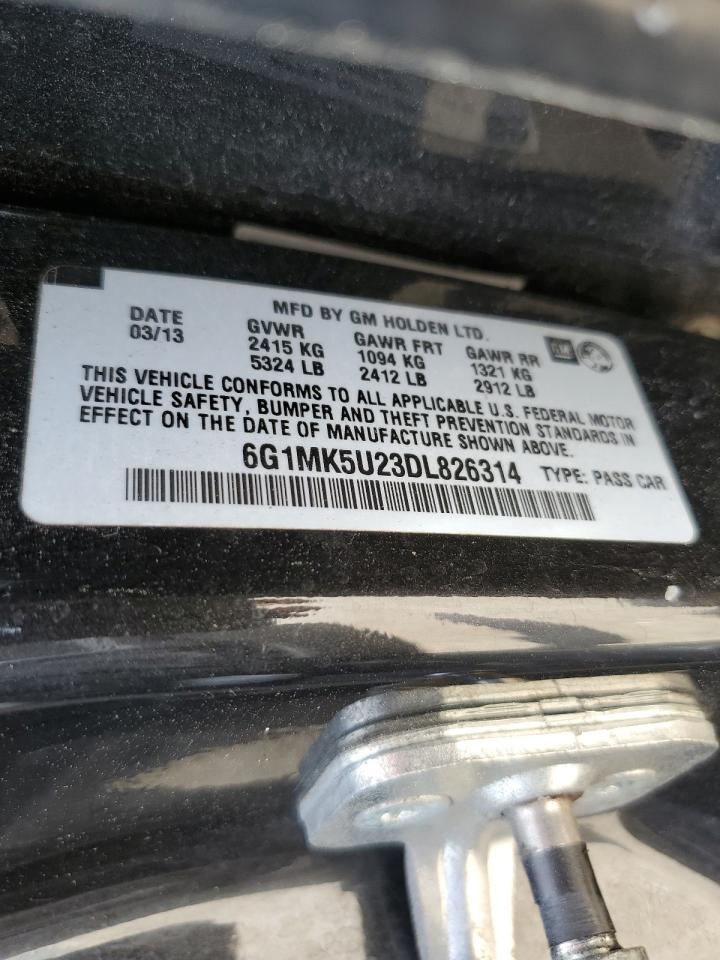 MFD BY GM HOLDEN LTD.
DATE GVWR GAWR FRT GAWR RR
03/13 2415 KG 1094 KG 1321 KG
5324 LB 2412 LB 2912 LB
THIS VEHICLE CONFORMS TO ALL APPLICABLE U.S. FEDERAL MOTOR
VEHICLE SAFETY, BUMPER AND THEFT PREVENTION STANDARDS IN
EFFECT ON THE DATE OF MANUFACTURE SHOWN ABOVE.
6G1MK5U23DL826314 TYPE: PASS CAR
GM